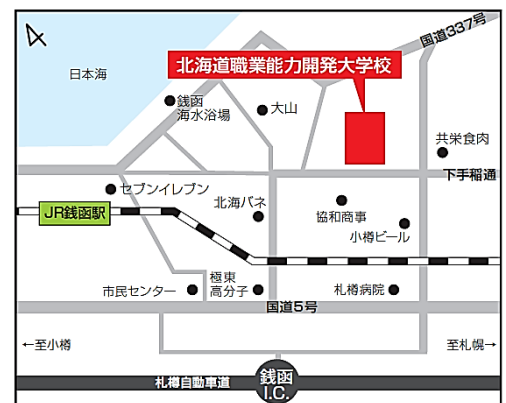 国道337号
日本海
北海道職業能力開発大学校
銭函
海水浴場
大山
共栄食肉
下手稲通
セブンイレブン
北海バネ
協和商事
JR銭函駅
小樽ビール
市民センター
極東
高分子
札樽病院
国道5号
←至小樽
至札幌→
札樽自動車道
銭函
I.C.